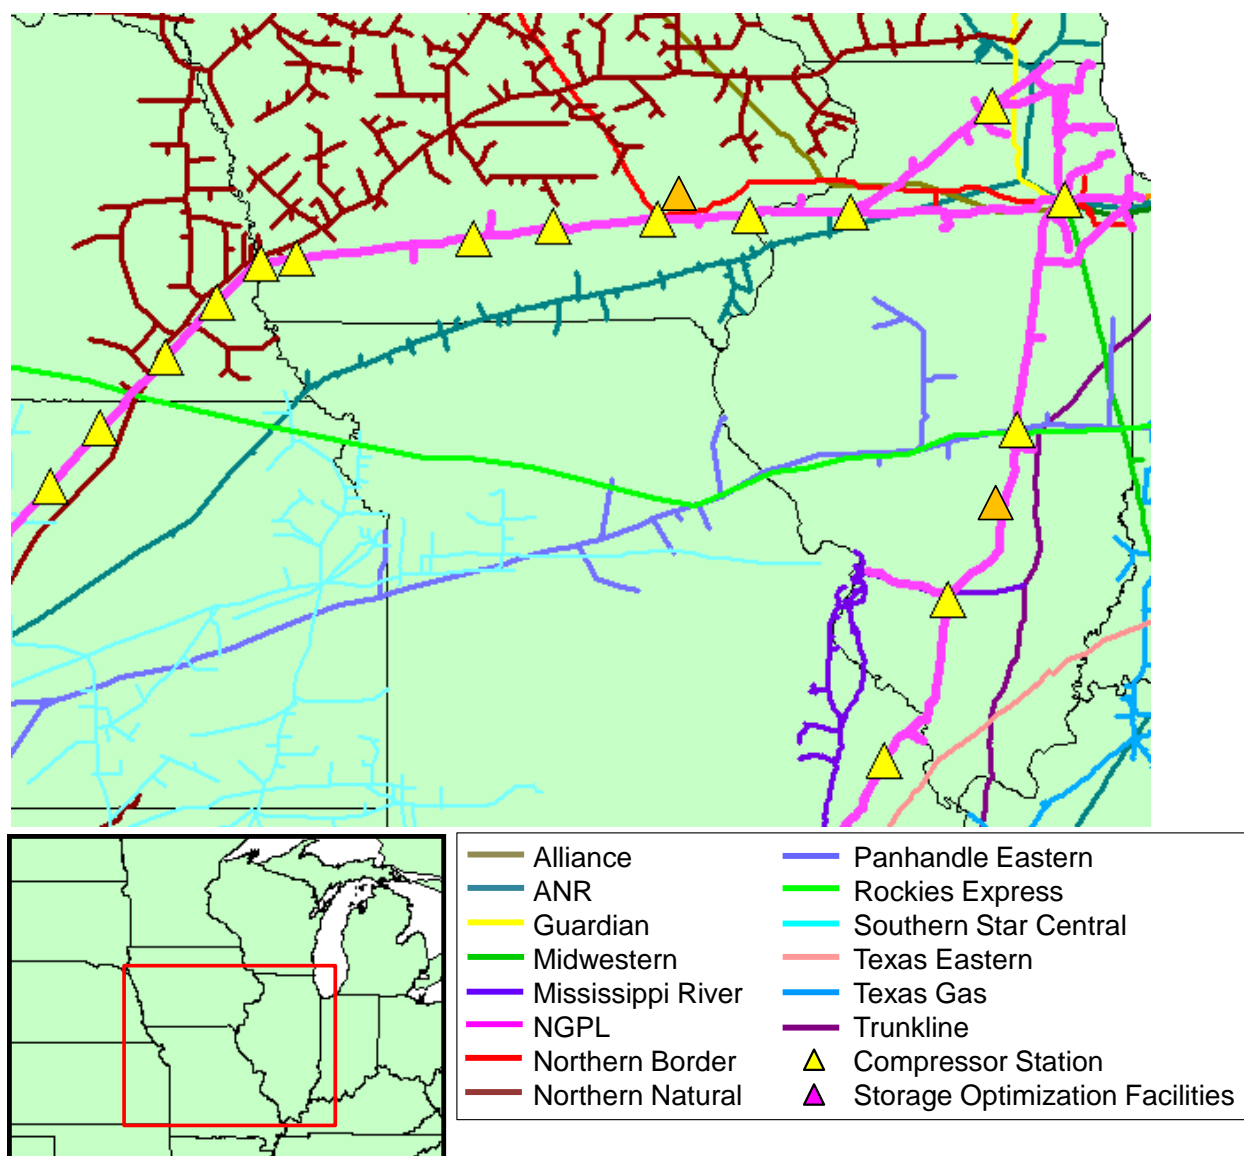 Alliance
ANR
Guardian
Midwestern
Mississippi River
NGPL
Northern Border
Northern Natural
Panhandle Eastern
Rockies Express
Southern Star Central
Texas Eastern
Texas Gas
Trunkline
Compressor Station
Storage Optimization Facilities